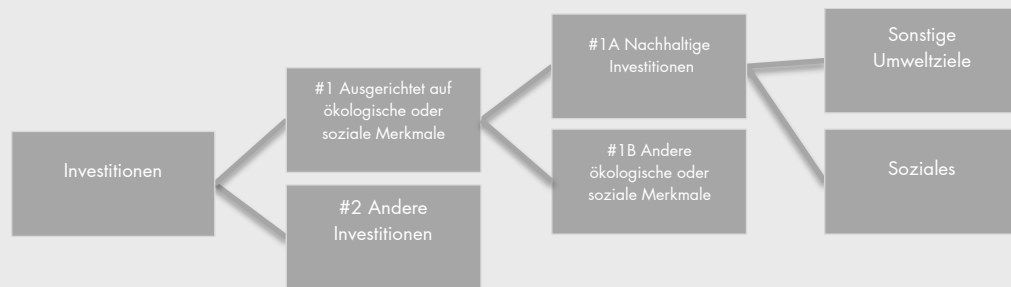 Investitionen
#1 Ausgerichtet auf
ökologische oder
soziale Merkmale
#2 Andere
Investitionen
#1A Nachhaltige
Investitionen
#1B Andere
ökologische oder
soziale Merkmale
Sonstige
Umweltziele
Soziales